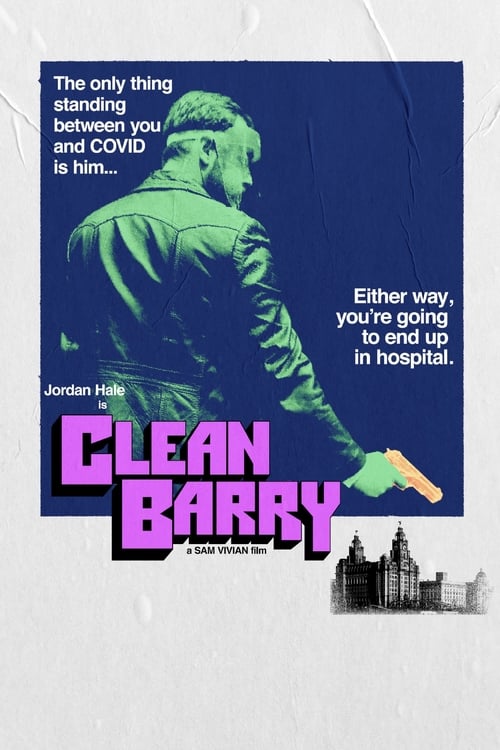 The only thing
standing
between you
and COVID
is him...
Either way,
you're going
to end up
in hospital.
Jordan Hale
is
CLEAN
BARRY
a SAM VIVIAN film